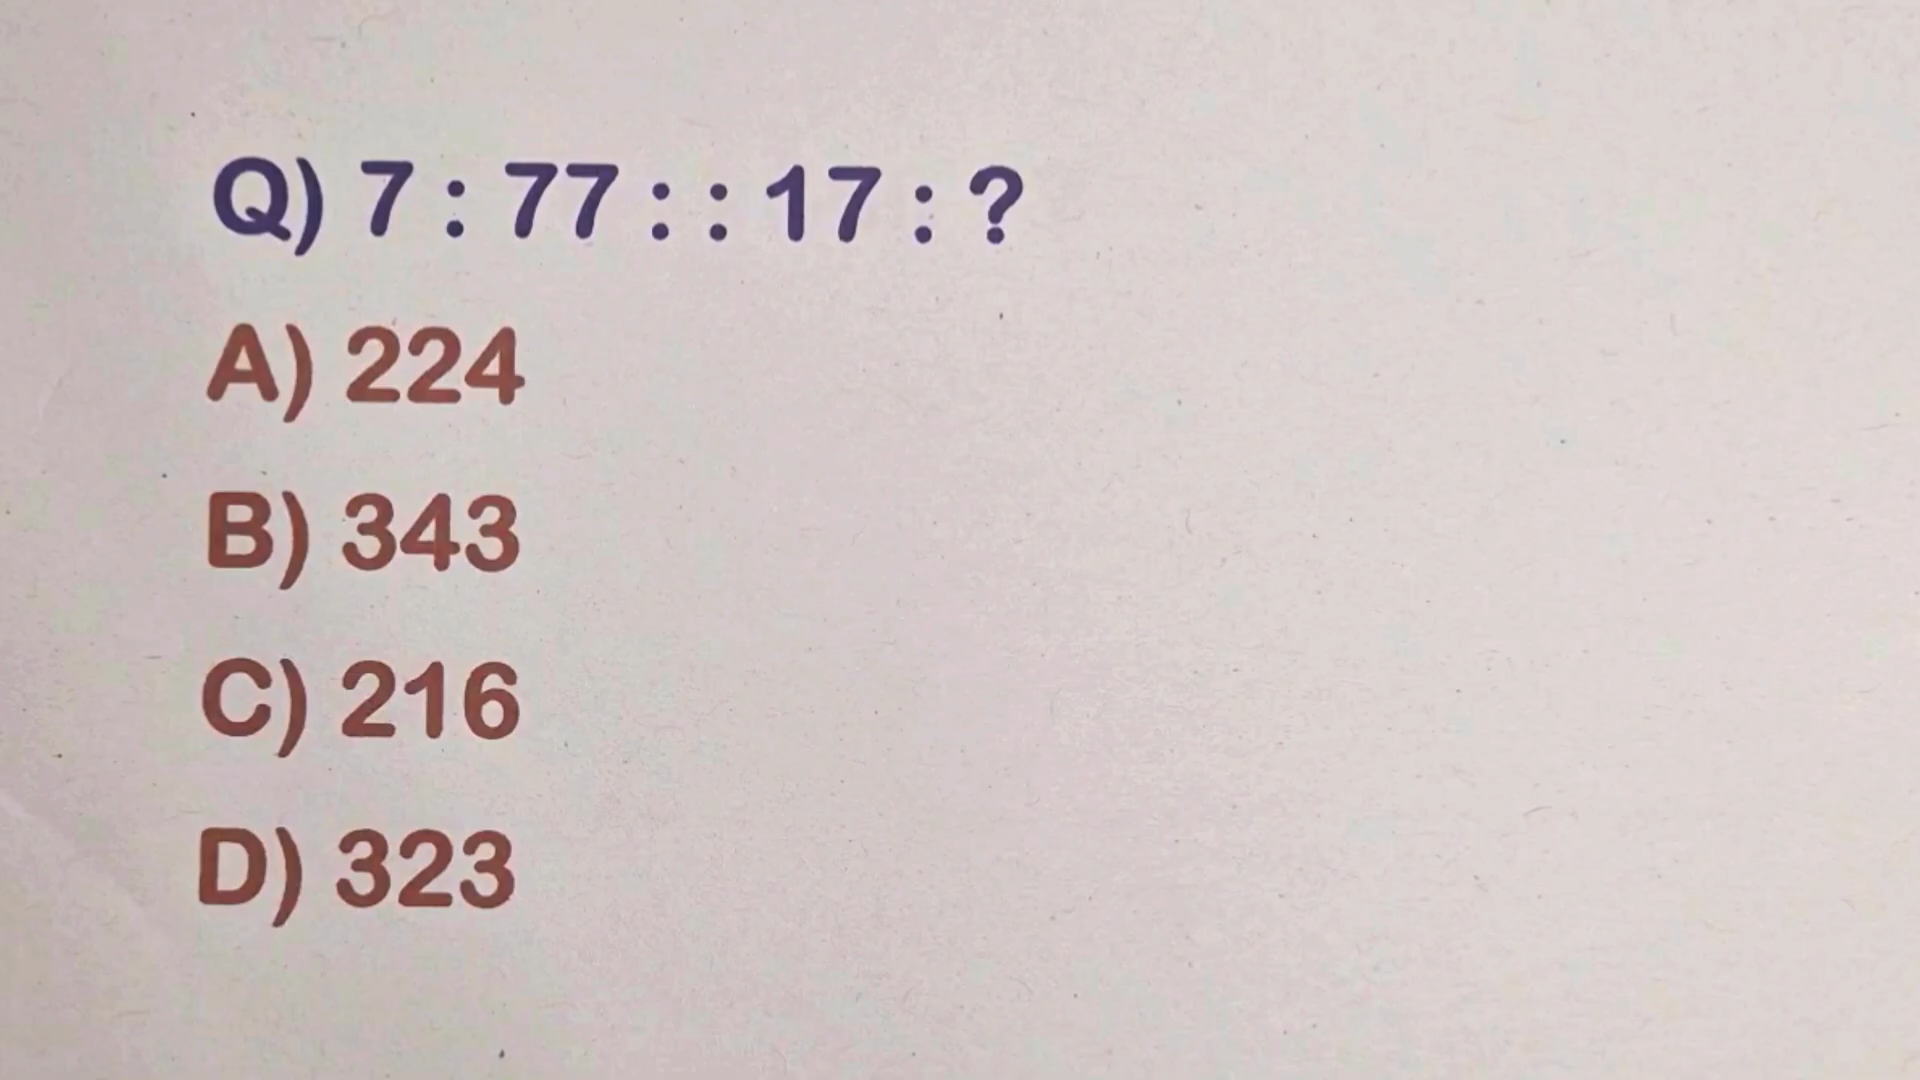 Q) 7 : 77 : : 17 : ?
A) 224
B) 343
C) 216
D) 323